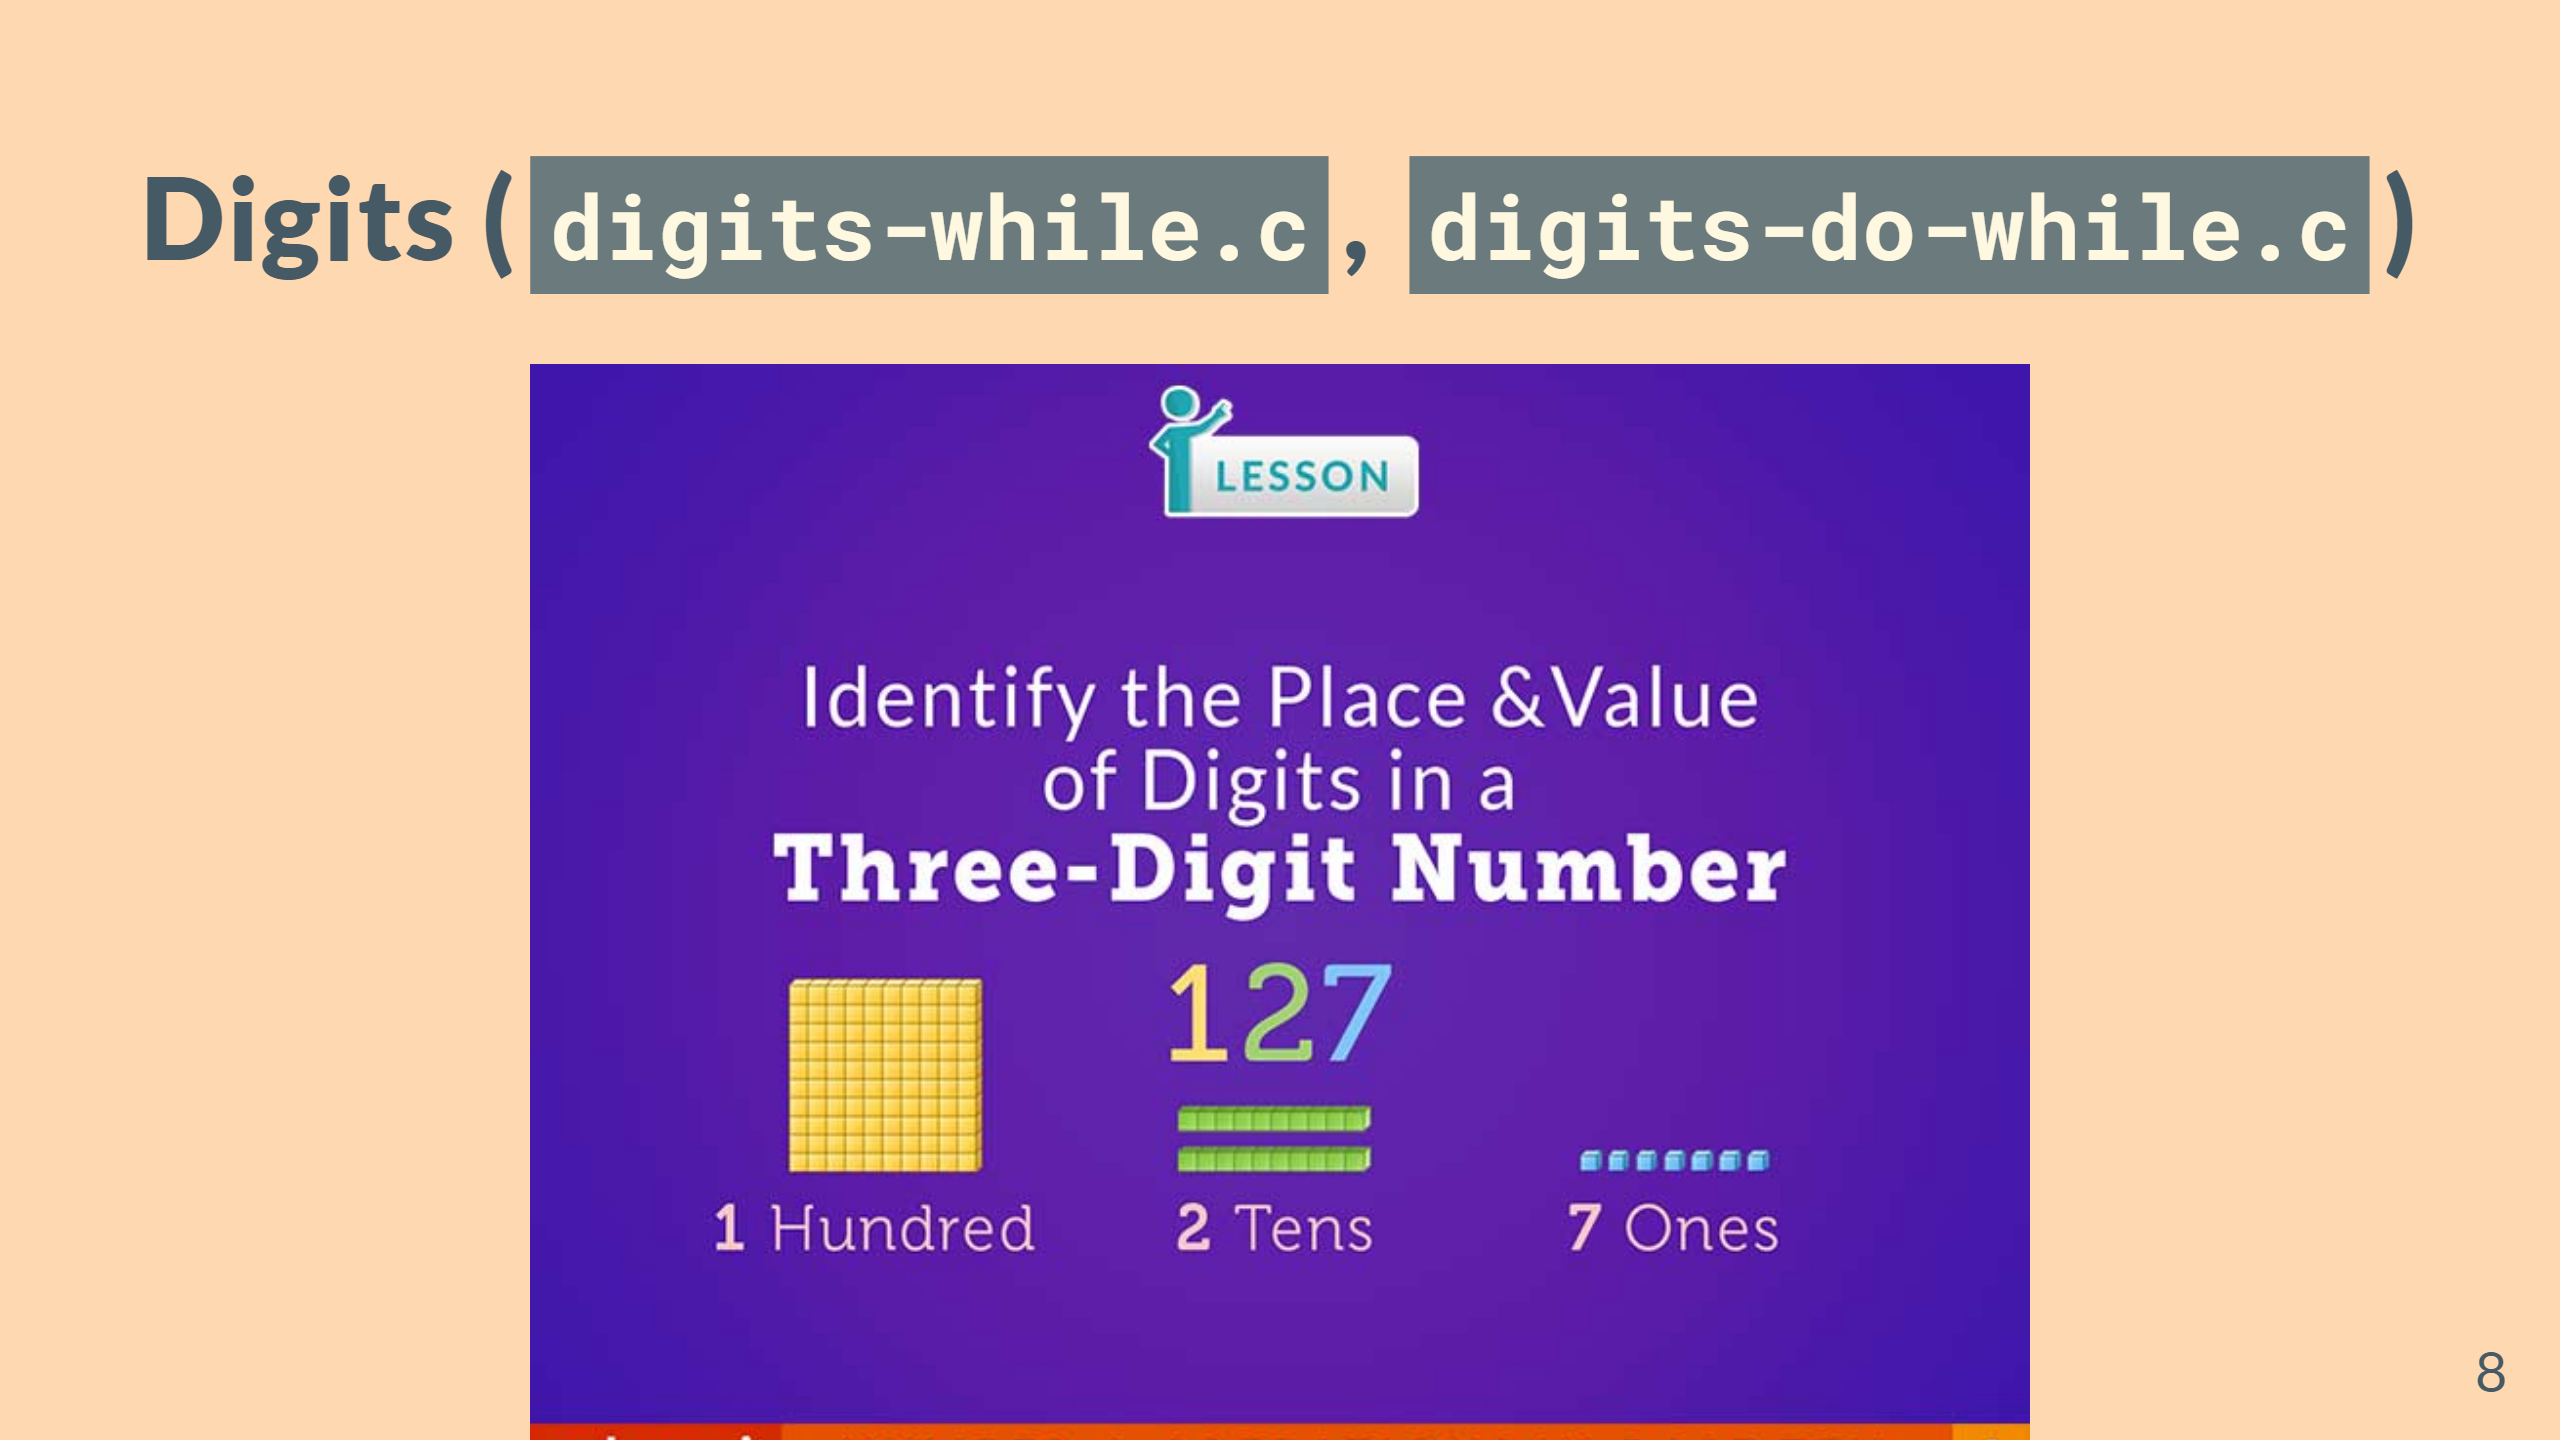 Digits (digits-while.c, digits-do-while.c)
LESSON
Identify the Place &Value
of Digits in a
Three-Digit Number
127
1 Hundred 2 Tens 7 Ones
8